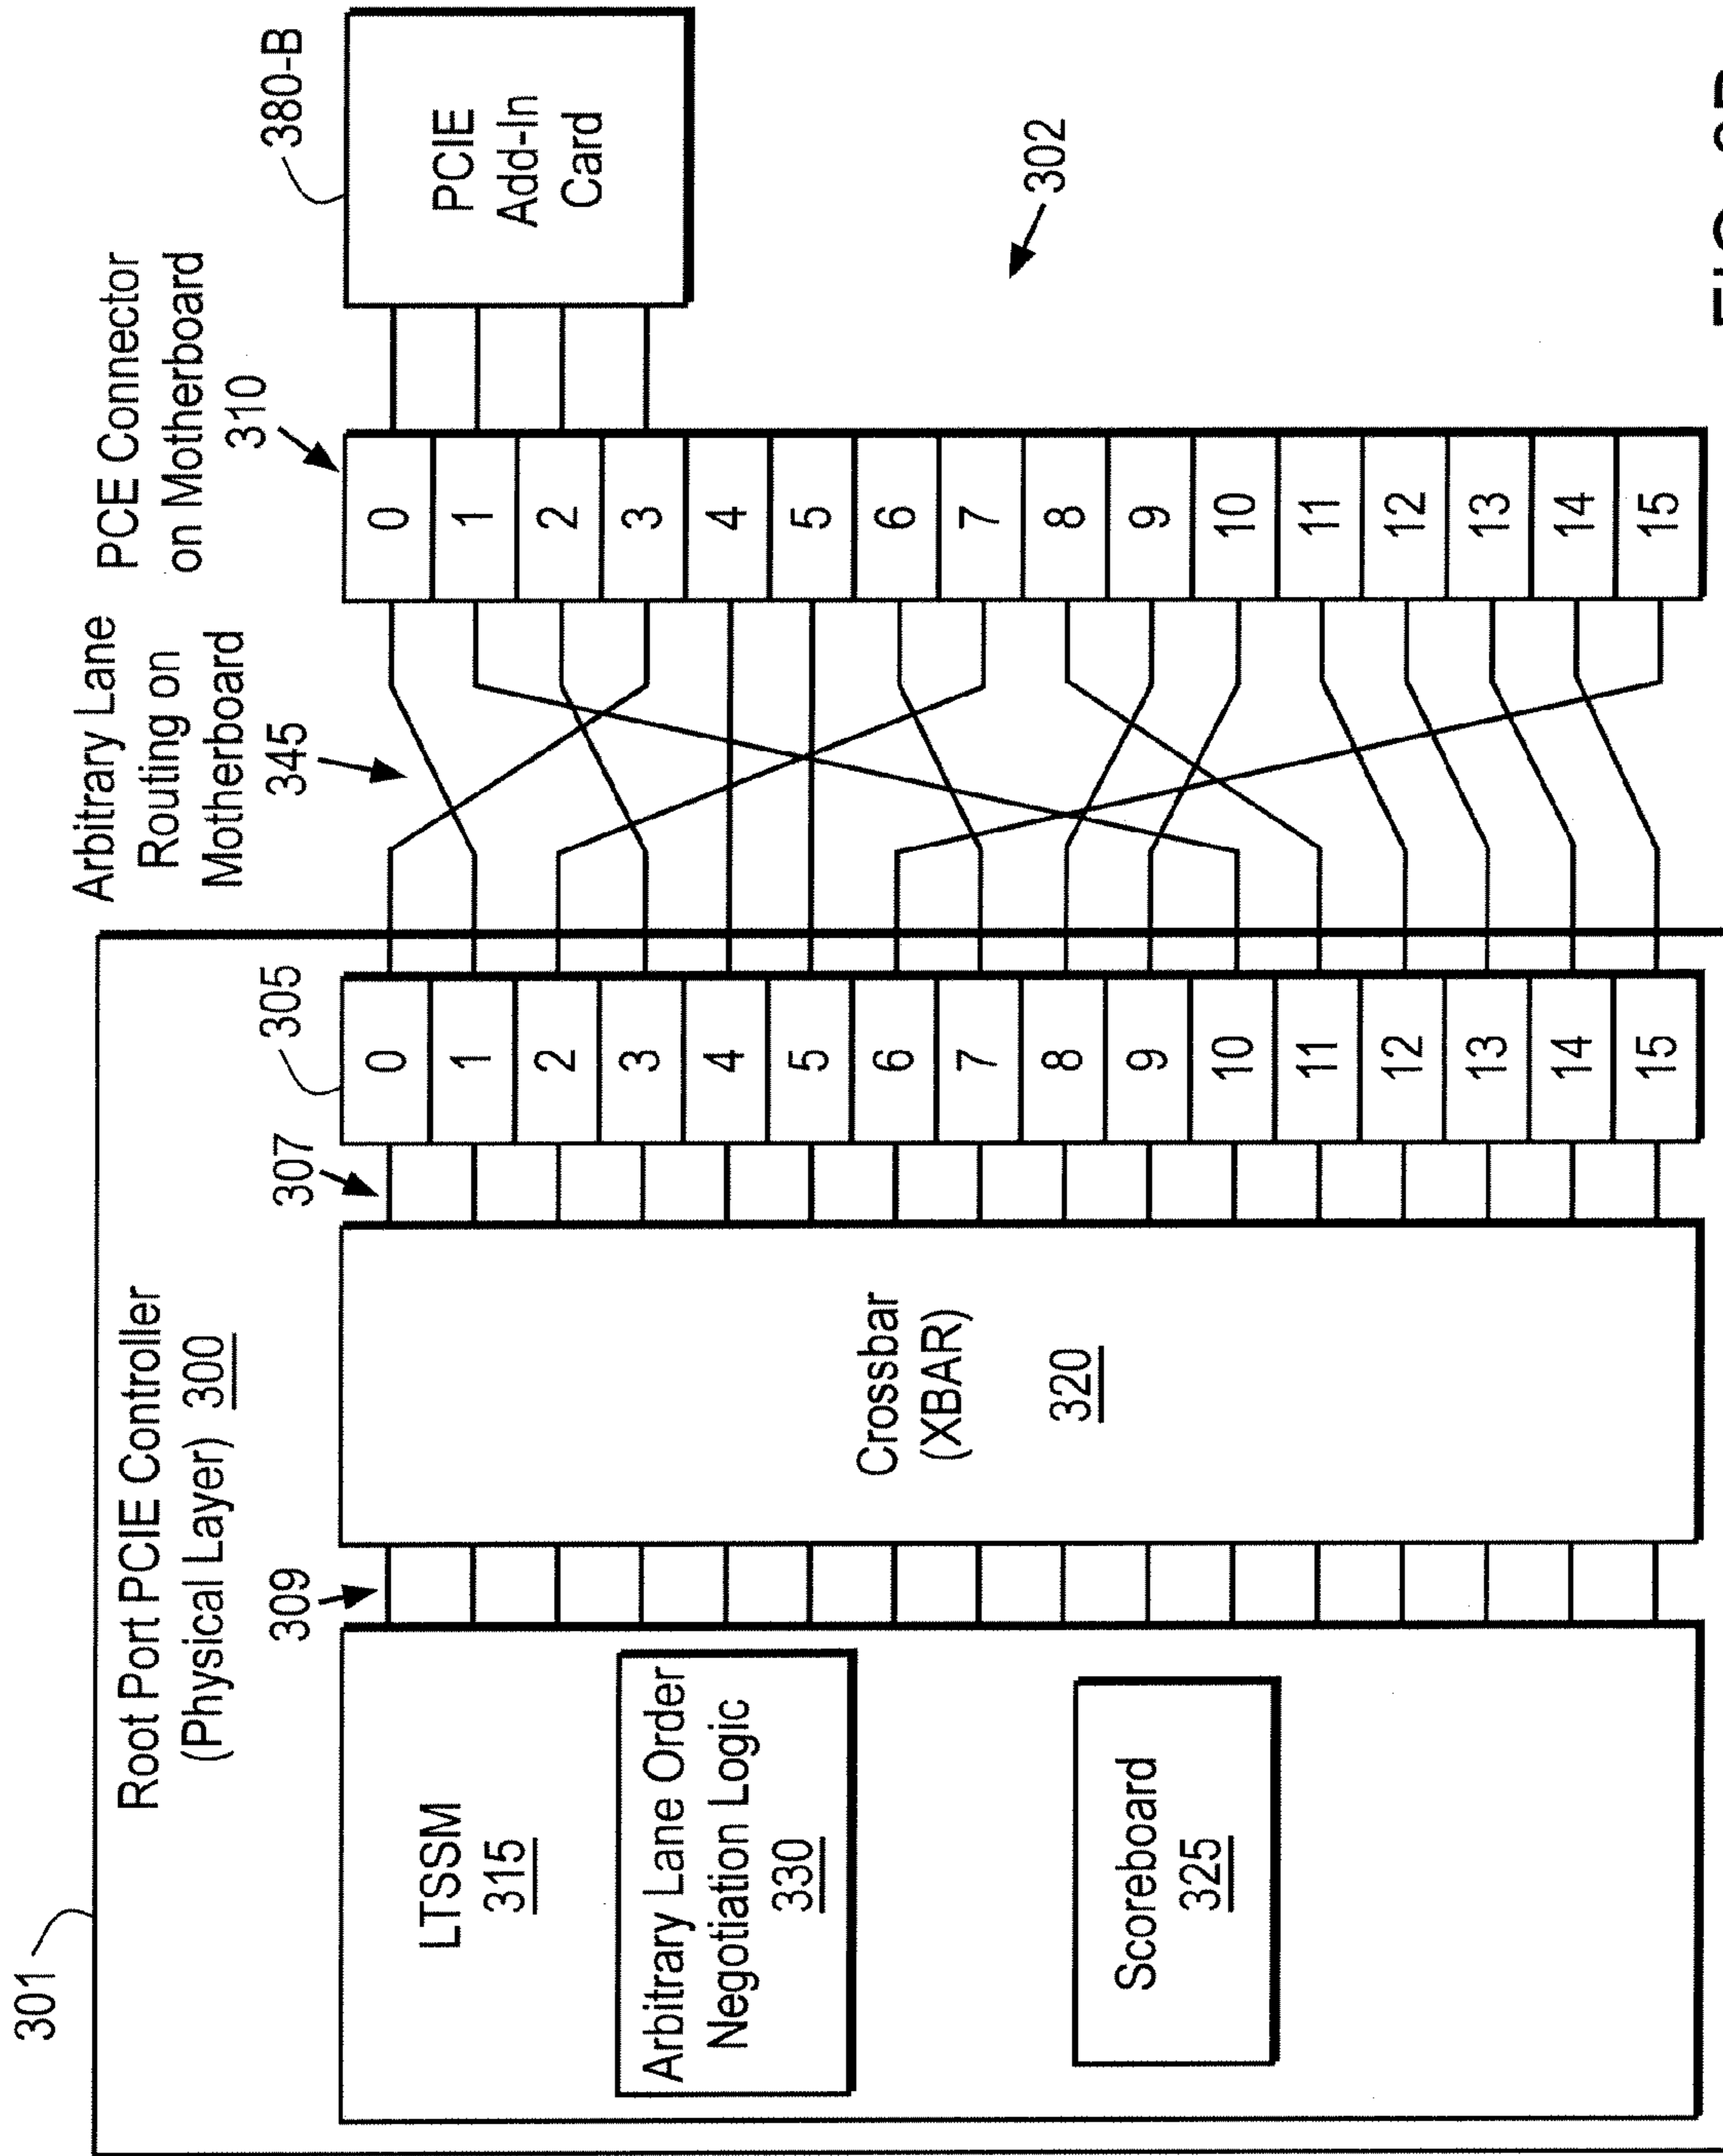 301
Root Port PCIE Controller
(Physical Layer) 300
LTSSM
315
Arbitrary Lane Order
Negotiation Logic
330
Scoreboard
325
309
Crossbar
(XBAR)
320
307
305
0
1
2
3
4
5
6
7
8
9
10
11
12
13
14
15
Arbitrary Lane
Routing on
Motherboard
345
PCE Connector
on Motherboard
310
0
1
2
3
4
5
6
7
8
9
10
11
12
13
14
15
380-B
PCIE
Add-In
Card
302